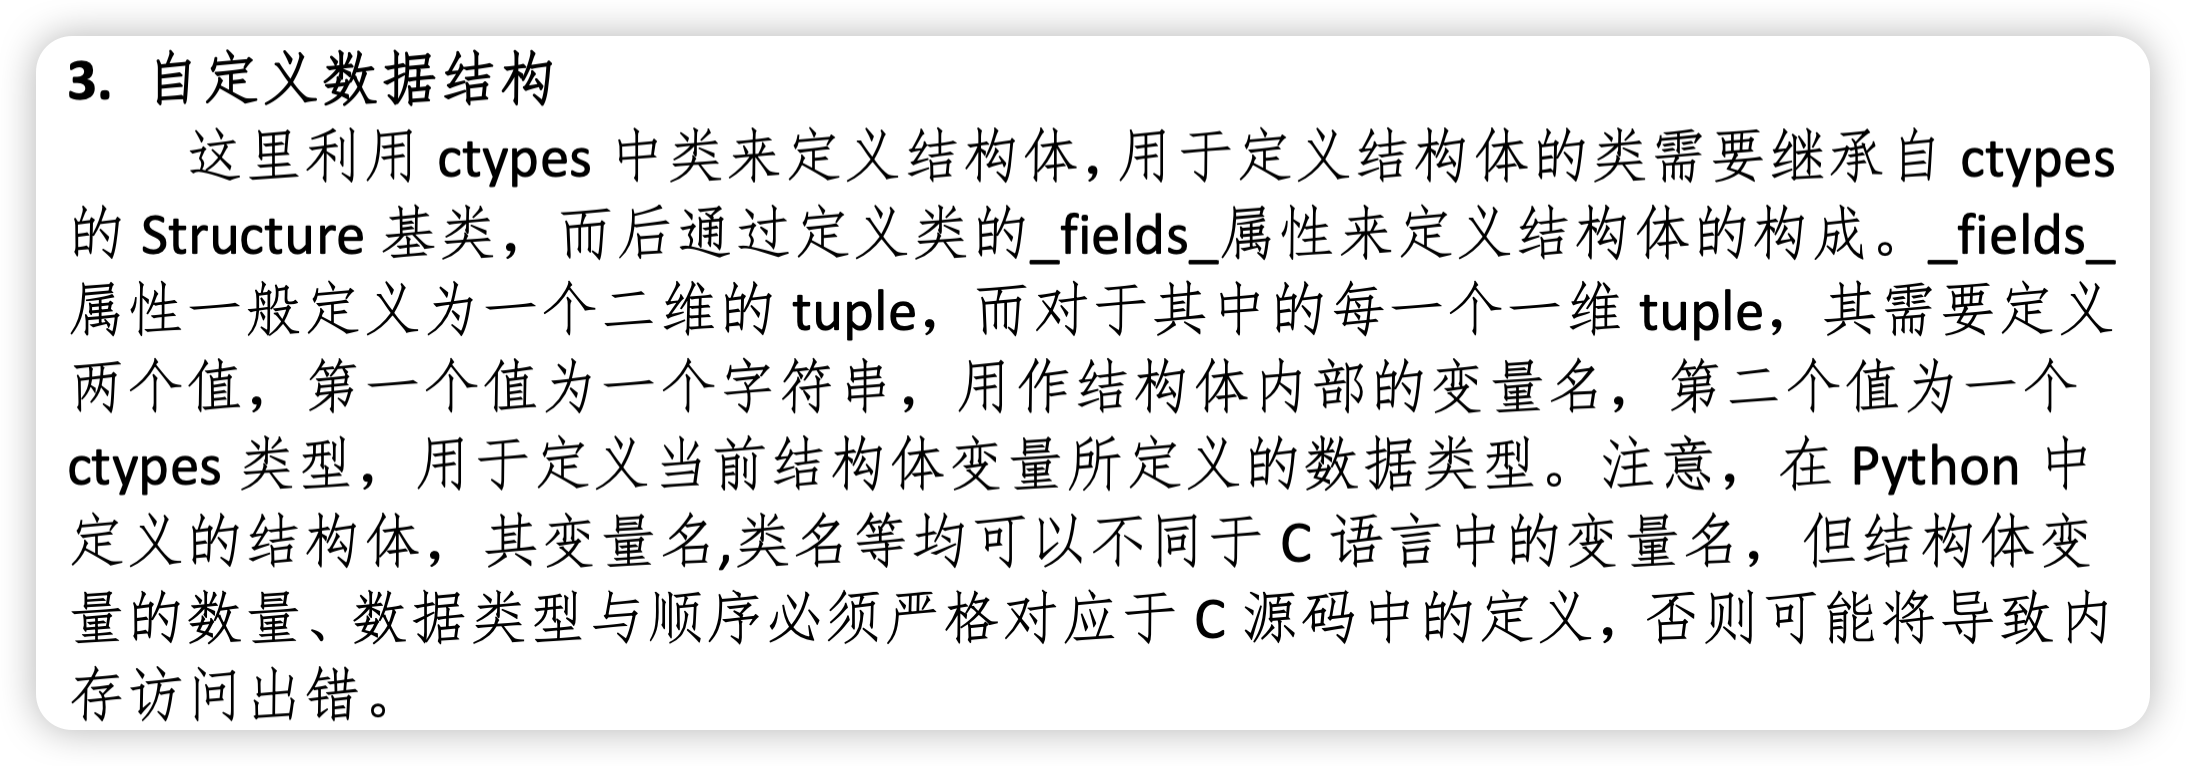 3. 自定义数据结构
这里利用 ctypes 中类来定义结构体，用于定义结构体的类需要继承自 ctypes
的 Structure 基类，而后通过定义类的_fields_属性来定义结构体的构成。_fields_
属性一般定义为一个二维的 tuple，而对于其中的每一个一维 tuple，其需要定义
两个值，第一个值为一个字符串，用作结构体内部的变量名，第二个值为一个
ctypes 类型，用于定义当前结构体变量所定义的数据类型。注意，在 Python 中
定义的结构体，其变量名,类名等均可以不同于 C 语言中的变量名，但结构体变
量的数量、数据类型与顺序必须严格对应于 C 源码中的定义，否则可能将导致内
存访问出错。